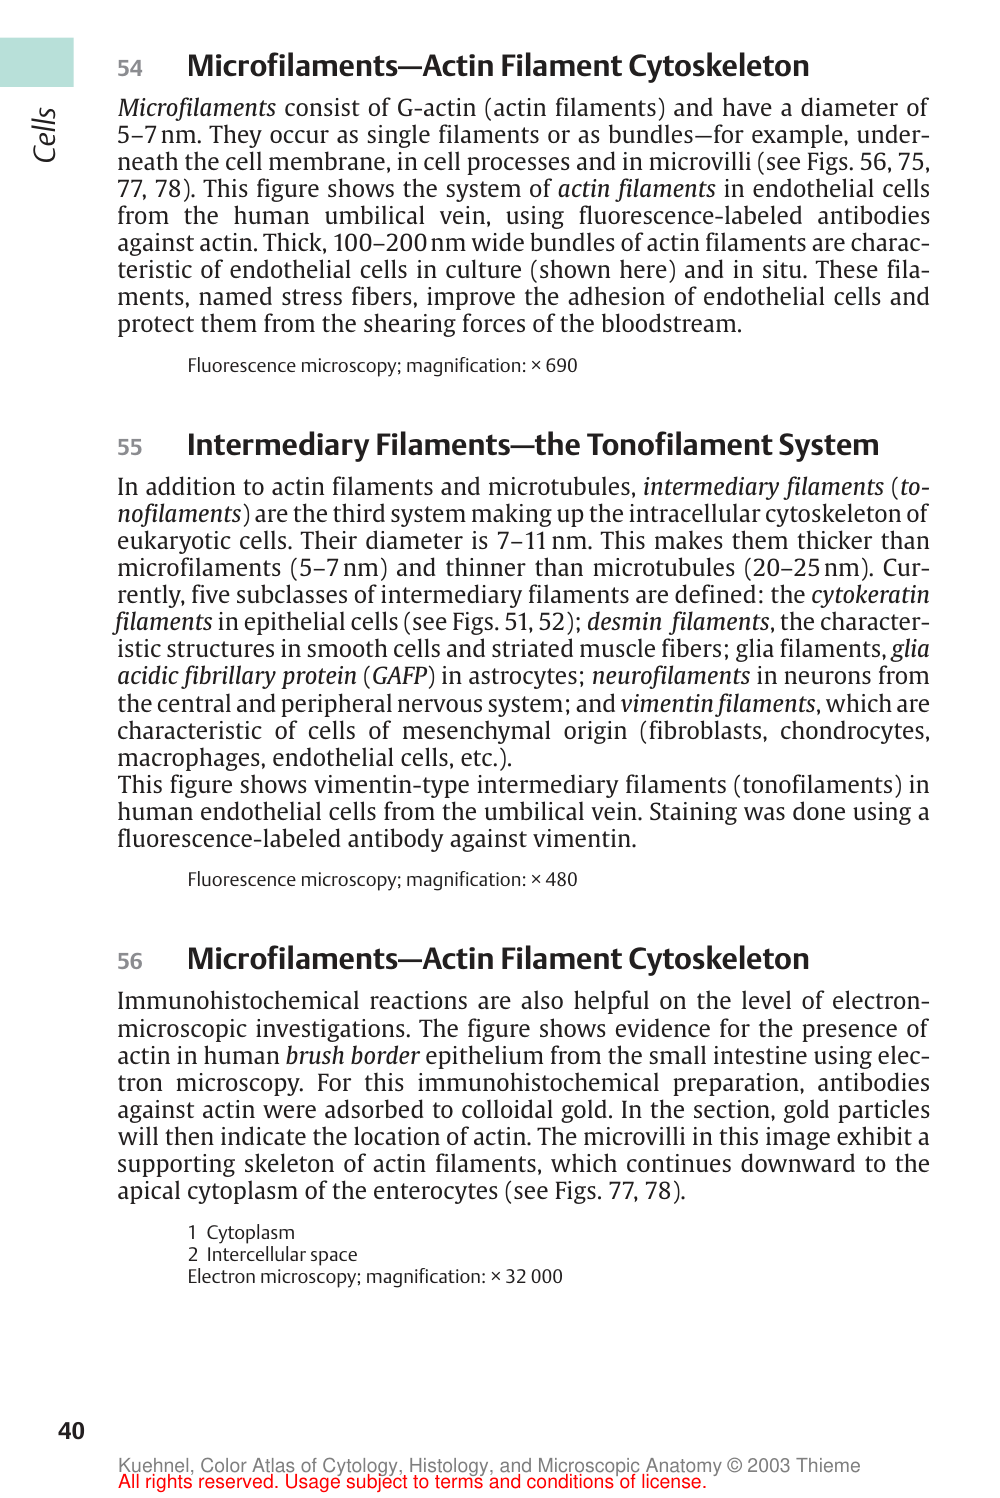 Cells
54 Microfilaments—Actin Filament Cytoskeleton
Microfilaments consist of G-actin (actin filaments) and have a diameter of
5–7 nm. They occur as single filaments or as bundles—for example, under-
neath the cell membrane, in cell processes and in microvilli (see Figs. 56, 75,
77, 78). This figure shows the system of actin filaments in endothelial cells
from the human umbilical vein, using fluorescence-labeled antibodies
against actin. Thick, 100–200 nm wide bundles of actin filaments are charac-
teristic of endothelial cells in culture (shown here) and in situ. These fila-
ments, named stress fibers, improve the adhesion of endothelial cells and
protect them from the shearing forces of the bloodstream.
Fluorescence microscopy; magnification: × 690
55 Intermediary Filaments—the Tonofilament System
In addition to actin filaments and microtubules, intermediary filaments (to-
nofilaments) are the third system making up the intracellular cytoskeleton of
eukaryotic cells. Their diameter is 7–11 nm. This makes them thicker than
microfilaments (5–7 nm) and thinner than microtubules (20–25 nm). Cur-
rently, five subclasses of intermediary filaments are defined: the cytokeratin
filaments in epithelial cells (see Figs. 51, 52); desmin filaments, the character-
istic structures in smooth cells and striated muscle fibers; glia filaments, glia
acidic fibrillary protein (GAFP) in astrocytes; neurofilaments in neurons from
the central and peripheral nervous system; and vimentin filaments, which are
characteristic of cells of mesenchymal origin (fibroblasts, chondrocytes,
macrophages, endothelial cells, etc.).
This figure shows vimentin-type intermediary filaments (tonofilaments) in
human endothelial cells from the umbilical vein. Staining was done using a
fluorescence-labeled antibody against vimentin.
Fluorescence microscopy; magnification: × 480
56 Microfilaments—Actin Filament Cytoskeleton
Immunohistochemical reactions are also helpful on the level of electron-
microscopic investigations. The figure shows evidence for the presence of
actin in human brush border epithelium from the small intestine using elec-
tron microscopy. For this immunohistochemical preparation, antibodies
against actin were adsorbed to colloidal gold. In the section, gold particles
will then indicate the location of actin. The microvilli in this image exhibit a
supporting skeleton of actin filaments, which continues downward to the
apical cytoplasm of the enterocytes (see Figs. 77, 78).
1 Cytoplasm
2 Intercellular space
Electron microscopy; magnification: × 32 000
40
Kuehnel, Color Atlas of Cytology, Histology, and Microscopic Anatomy © 2003 Thieme
All rights reserved. Usage subject to terms and conditions of license.